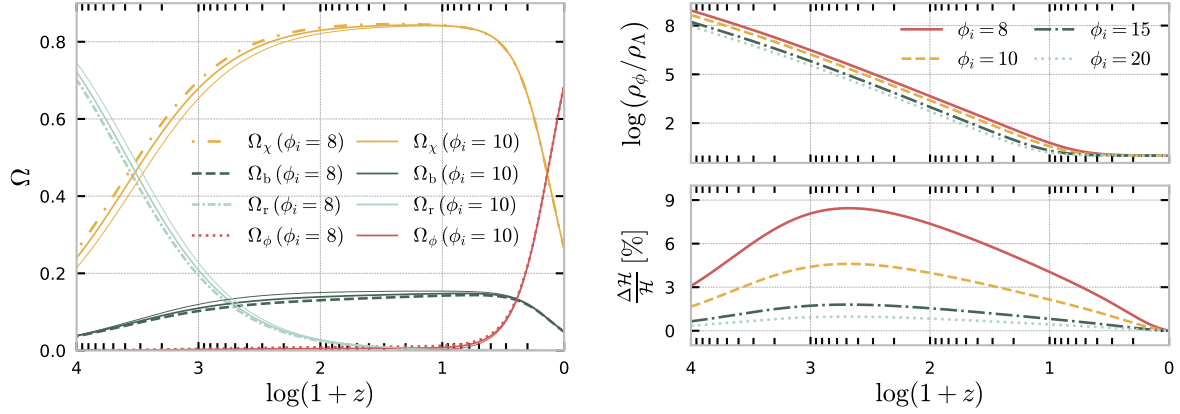 0.8
0.6
0.4
0.2
0.0
Ω
Ωχ (ϕi = 8)
Ωb (ϕi = 8)
Ωr (ϕi = 8)
Ωϕ (ϕi = 8)
Ωχ (ϕi = 10)
Ωb (ϕi = 10)
Ωr (ϕi = 10)
Ωϕ (ϕi = 10)
4 3 2 1 0
log(1 + z)
8
5
2
log (ρϕ/ρΛ)
ϕi = 8
ϕi = 10
ϕi = 15
ϕi = 20
9
6
3
0
Δℋ/ℋ [%]
4 3 2 1 0
log(1 + z)